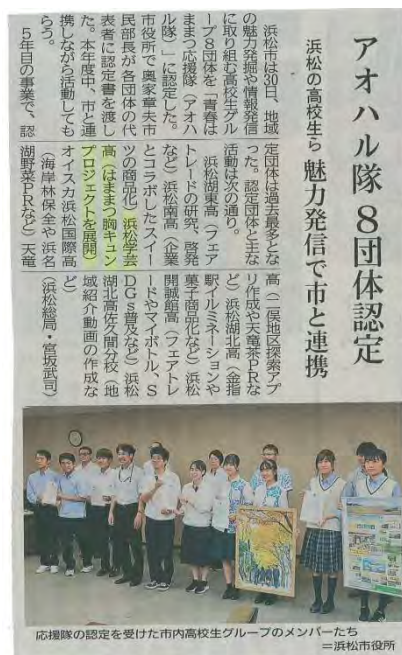 アオハル隊 8団体認定
浜松の高校生ら 魅力発信で市と連携
浜松市は30日、地域
の魅力発掘や情報発信
に取り組む高校生グル
ープ8団体を「青春は
ままつ応援隊（アオハ
ル隊）」に認定した。
市役所で奥家章夫市
民部長が各団体の代
表者に認定書を渡し
た。本年度中、市と連
携しながら活動しても
らう。
5年目の事業で、認
定団体は過去最多とな
った。認定団体と主な
活動は次の通り。
浜松湖東高（フェア
トレードの研究、啓発
など）浜松南高（企業
とコラボしたスイー
ツの商品化）浜松学芸
高（はままつ胸キュン
プロジェクトを展開）
オイスカ浜松国際高
（海岸林保全や浜名
湖野菜PRなど）天竜
高（二俣地区探索アプ
リ作成や天竜茶PRな
ど）浜松湖北高（金指
駅イルミネーションや
菓子商品化など）浜松
開誠館高（フェアトレ
ードやマイボトル、S
DGs普及など）浜松
湖北高佐久間分校（地
域紹介動画の作成な
ど）
（浜松総局・宮坂武司）
応援隊の認定を受けた市内高校生グループのメンバーたち
＝浜松市役所